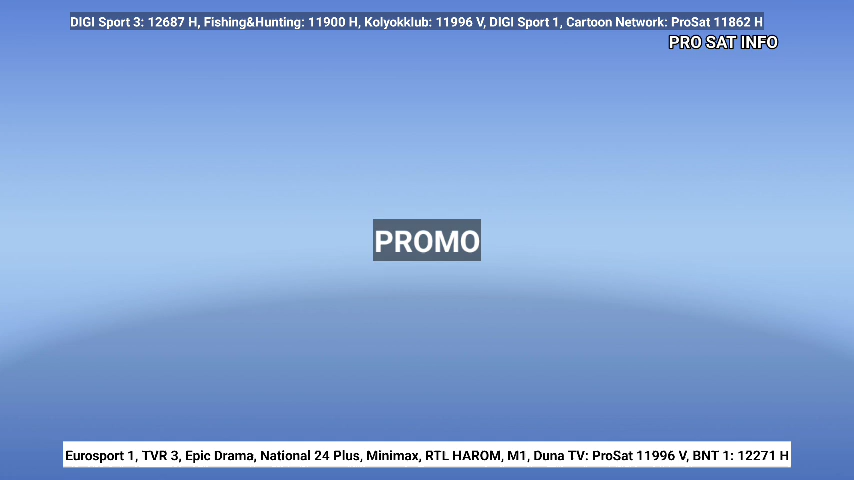 DIGI Sport 3: 12687 H, Fishing&Hunting: 11900 H, Kolyokklub: 11996 V, DIGI Sport 1, Cartoon Network: ProSat 11862 H
PRO SAT INFO
PROMO
Eurosport 1, TVR 3, Epic Drama, National 24 Plus, Minimax, RTL HAROM, M1, Duna TV: ProSat 11996 V, BNT 1: 12271 H